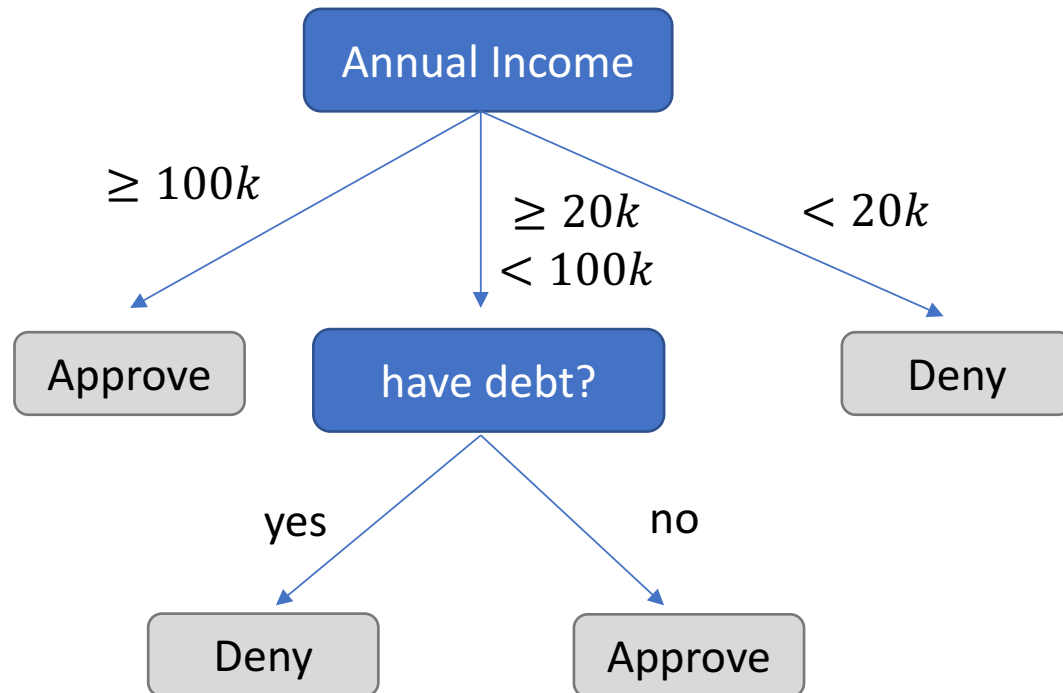 Annual Income
≥ 100k
≥ 20k
< 100k
< 20k
Approve
have debt?
Deny
yes
no
Deny
Approve